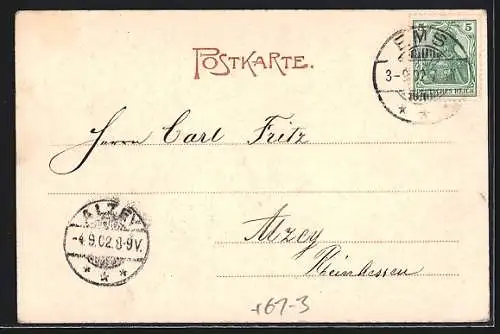 POSTKARTE.
5
EMS
3-9 02
DEUTSCHES REICH
Herrn Carl Fritz
Alzey
Rheinhessen
ALZEY
-4.9.02.8-9V.
* * *
+67-3